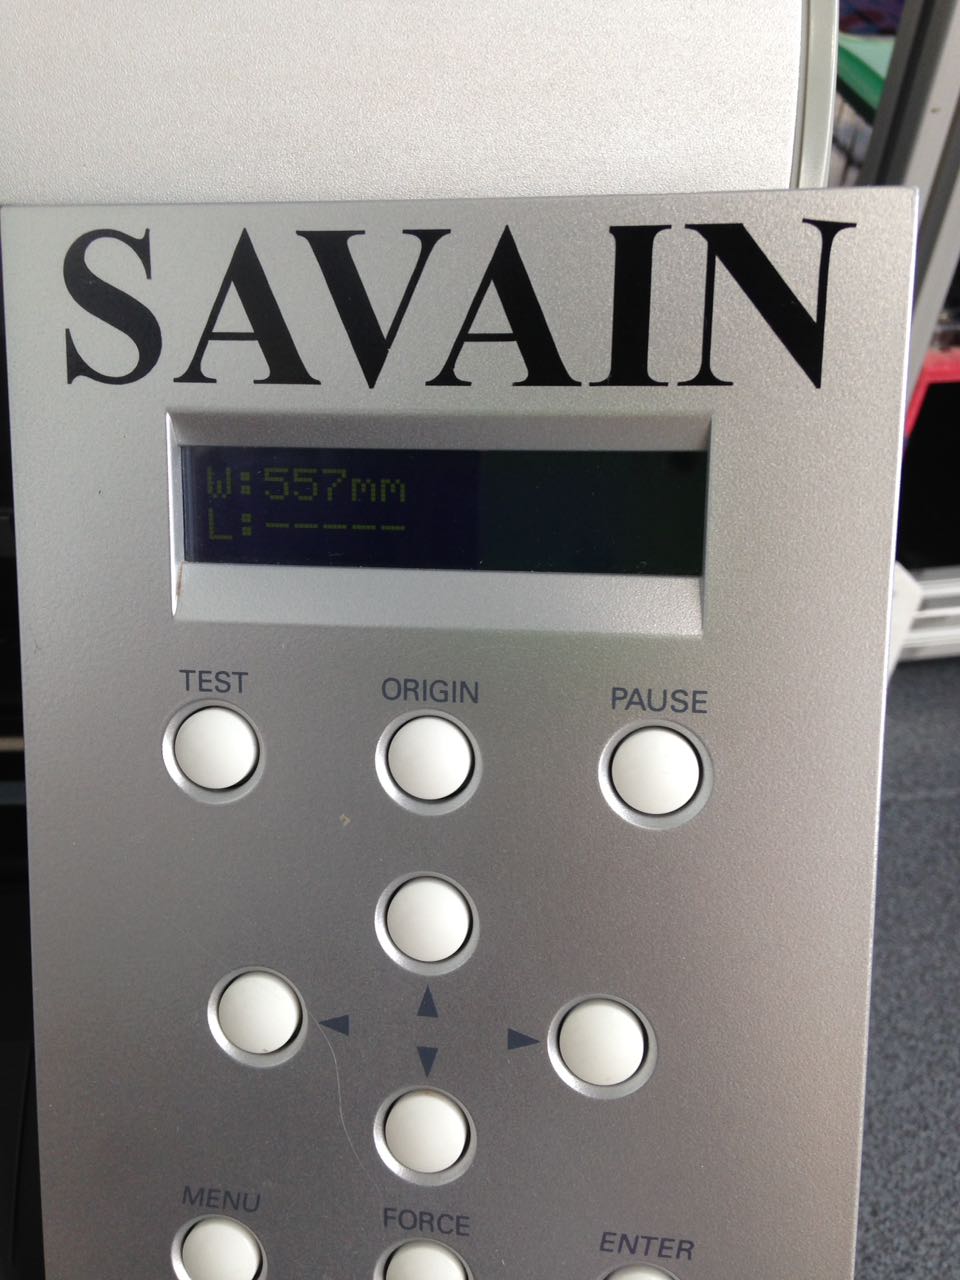 SAVAIN
W:557mm
L:-----
TEST ORIGIN PAUSE
MENU FORCE ENTER